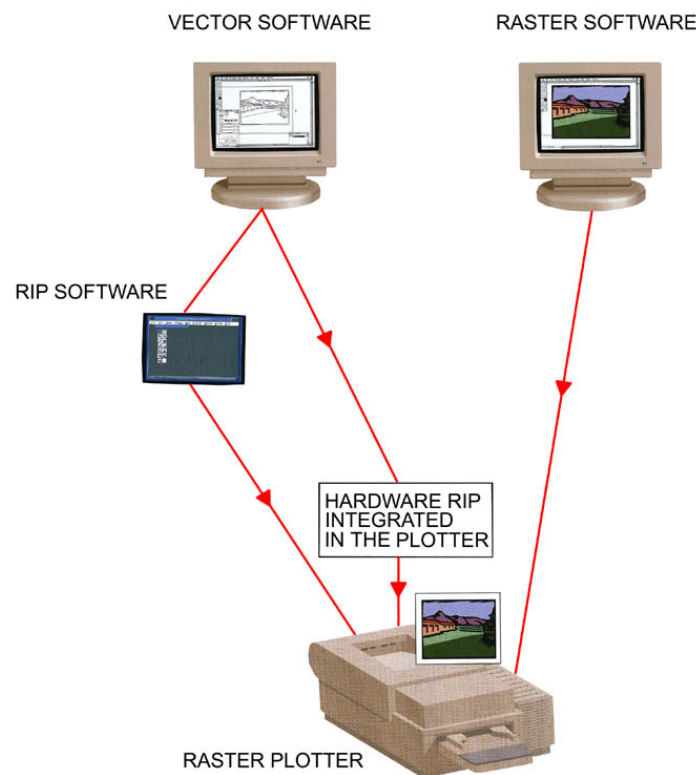 VECTOR SOFTWARE
RASTER SOFTWARE
RIP SOFTWARE
HARDWARE RIP
INTEGRATED
IN THE PLOTTER
RASTER PLOTTER